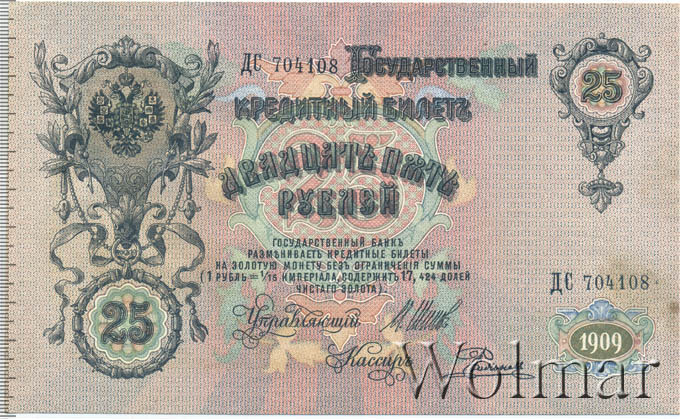 ДС 704108 Государственный
25
Кредитный билетъ
Двадцать пять
рублей
Государственный банкъ
размѣниваетъ кредитные билеты
на золотую монету безъ ограниченія суммы
(1 рубль = 1/15 имперіала, содержитъ 17,424 долей
чистаго золота).
ДС 704108
25
Управляющій
Кассиръ
1909
Wolmar